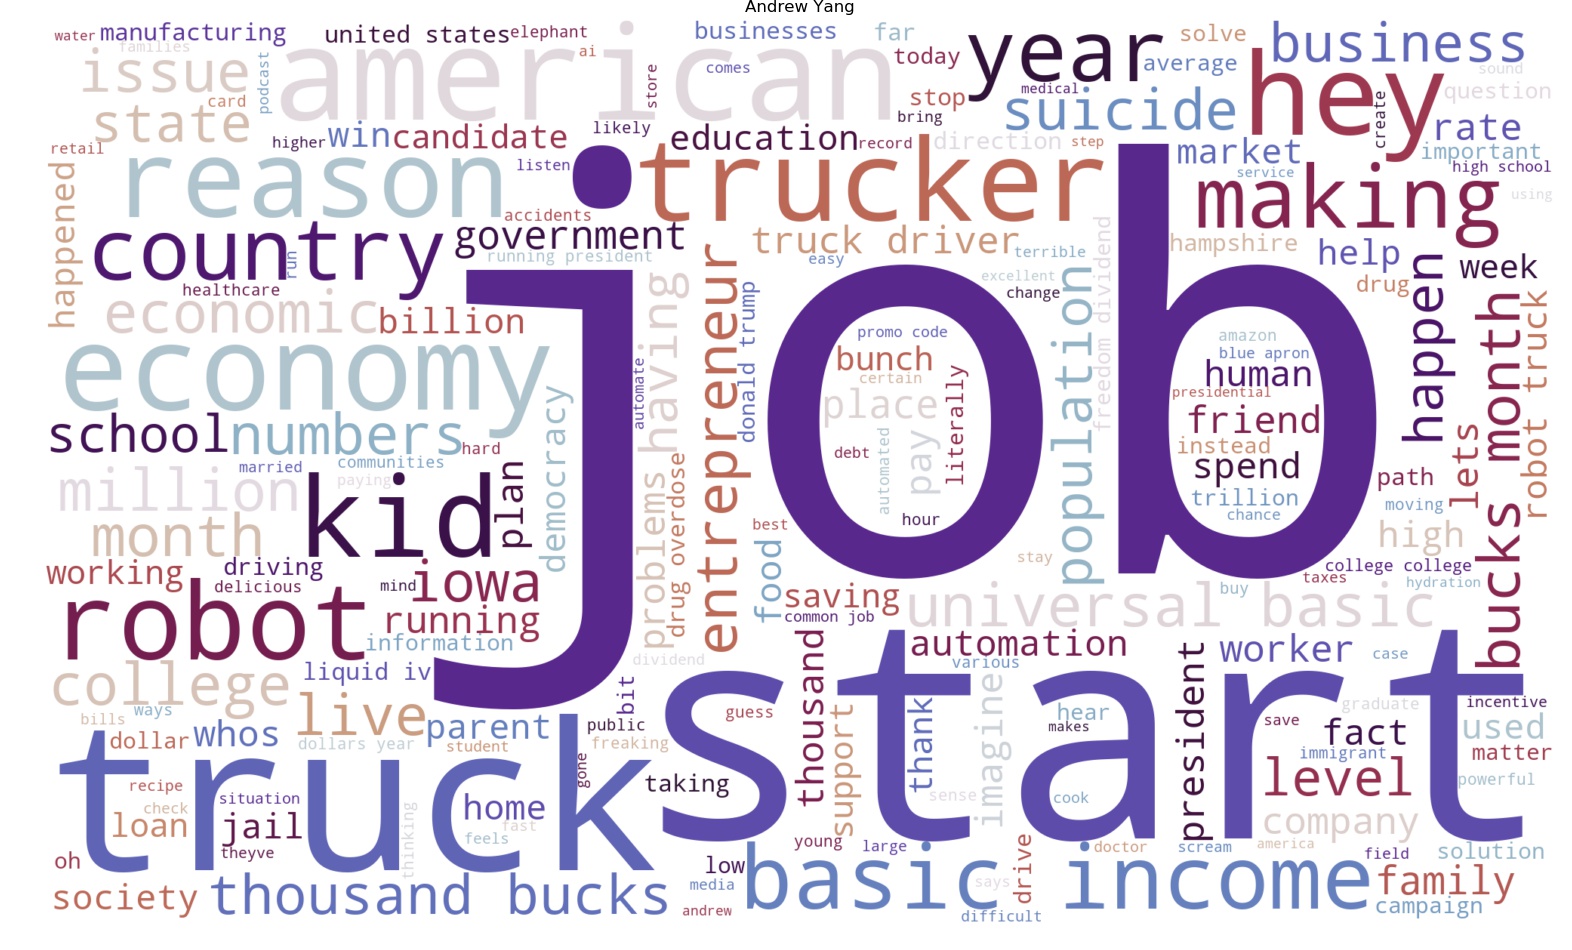 Andrew Yang
water
manufacturing
united states
elephant
businesses
far
year
solve
business
families
american
ai
issue
podcast
comes
store
today
average
hey
sound
card
state
stop
medical
suicide
question
bring
create
rate
higher
win
candidate
likely
education
record
direction
step
market
important
retail
reason
listen
trucker
job
service
high school
making
using
happened
accidents
country
run
government
truck driver
terrible
freedom dividend
hampshire
help
week
running president
easy
healthcare
economic
billion
having
entrepreneur
donald trump
excellent
change
population
drug
happen
bucks month
robot truck
promo code
amazon
economy
automate
bunch
blue apron
human
certain
literally
presidential
democracy
place
friend
school
numbers
hard
debt
automated
pay
instead
lets
married
communities
spend
million
paying
kid
plan
problems
drug overdose
trillion
path
chance
moving
month
hour
best
high
working
driving
delicious
mind
iowa
food
stay
college college
taxes
hydration
robot
running
saving
common job
universal basic
buy
information
thousand
automation
worker
case
college
liquid iv
dividend
various
president
bit
start
bills
ways
live
parent
guess
support
thank
imagine
hear
graduate
incentive
dollar
whos
dollars year
student
public
freaking
makes
save
fact
used
immigrant
matter
truck
gone
recipe
taking
level
powerful
check
situation
thinking
home
fast
sense
cook
loan
jail
feels
company
oh
theyve
young
large
drive
doctor
scream
america
field
solution
society
thousand bucks
low
media
basic income
says
family
andrew
difficult
campaign